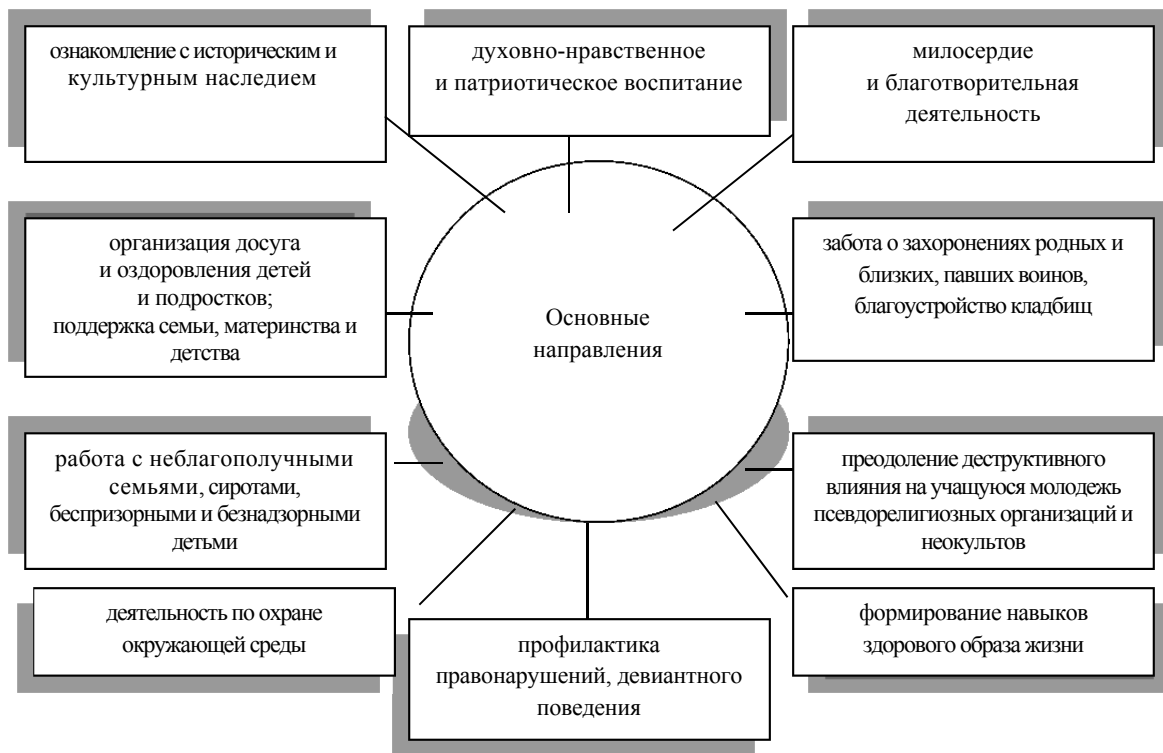 ознакомление с историческим и
культурным наследием
духовно-нравственное
и патриотическое воспитание
милосердие
и благотворительная
деятельность
организация досуга
и оздоровления детей
и подростков;
поддержка семьи, материнства и
детства
Основные
направления
забота о захоронениях родных и
близких, павших воинов,
благоустройство кладбищ
работа с неблагополучными
семьями, сиротами,
беспризорными и безнадзорными
детьми
преодоление деструктивного
влияния на учащуюся молодежь
псевдорелигиозных организаций и
неокультов
деятельность по охране
окружающей среды
профилактика
правонарушений, девиантного
поведения
формирование навыков
здорового образа жизни